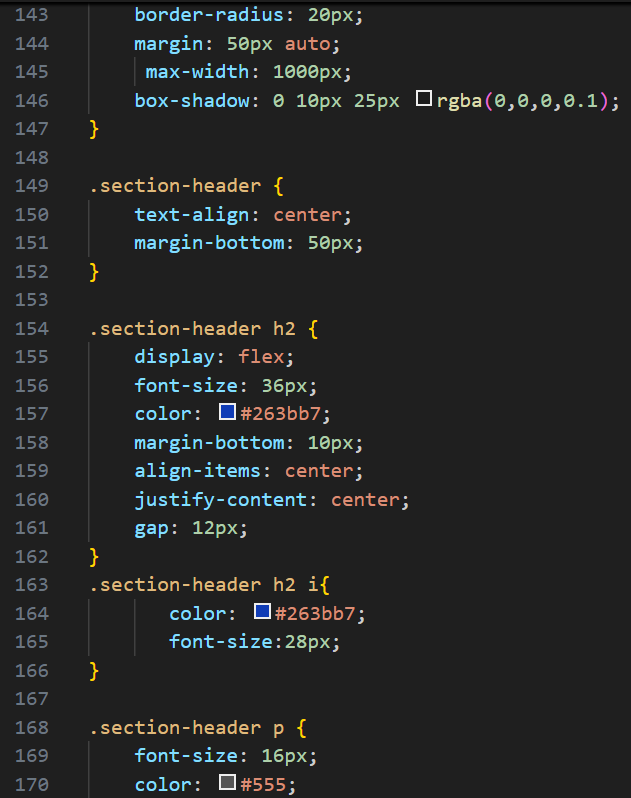 143 border-radius: 20px;
144 margin: 50px auto;
145 max-width: 1000px;
146 box-shadow: 0 10px 25px rgba(0,0,0,0.1);
147 }
148
149 .section-header {
150 text-align: center;
151 margin-bottom: 50px;
152 }
153
154 .section-header h2 {
155 display: flex;
156 font-size: 36px;
157 color: #263bb7;
158 margin-bottom: 10px;
159 align-items: center;
160 justify-content: center;
161 gap: 12px;
162 }
163 .section-header h2 i{
164 color: #263bb7;
165 font-size:28px;
166 }
167
168 .section-header p {
169 font-size: 16px;
170 color: #555;